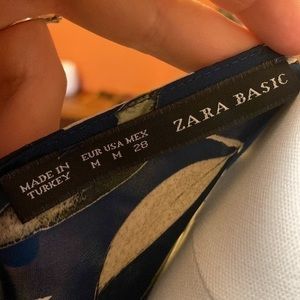 MADE IN
TURKEY
EUR USA MEX
M M 28
ZARA BASIC